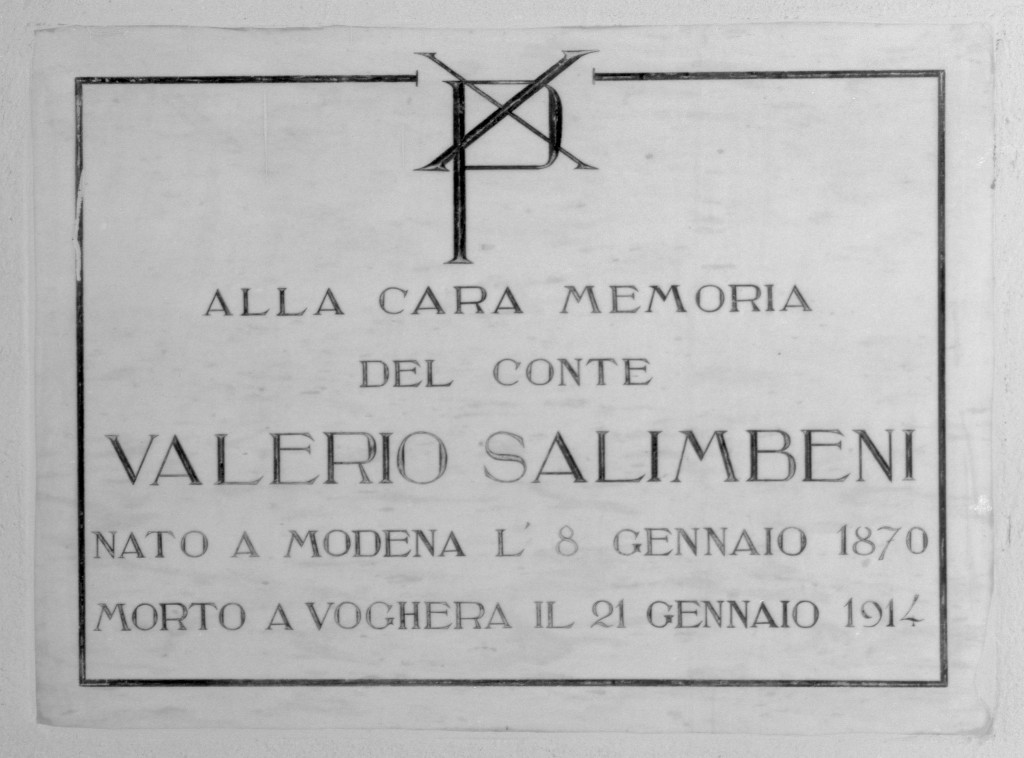 ALLA CARA MEMORIA
DEL CONTE
VALERIO SALIMBENI
NATO A MODENA L' 8 GENNAIO 1870
MORTO A VOGHERA IL 21 GENNAIO 1914